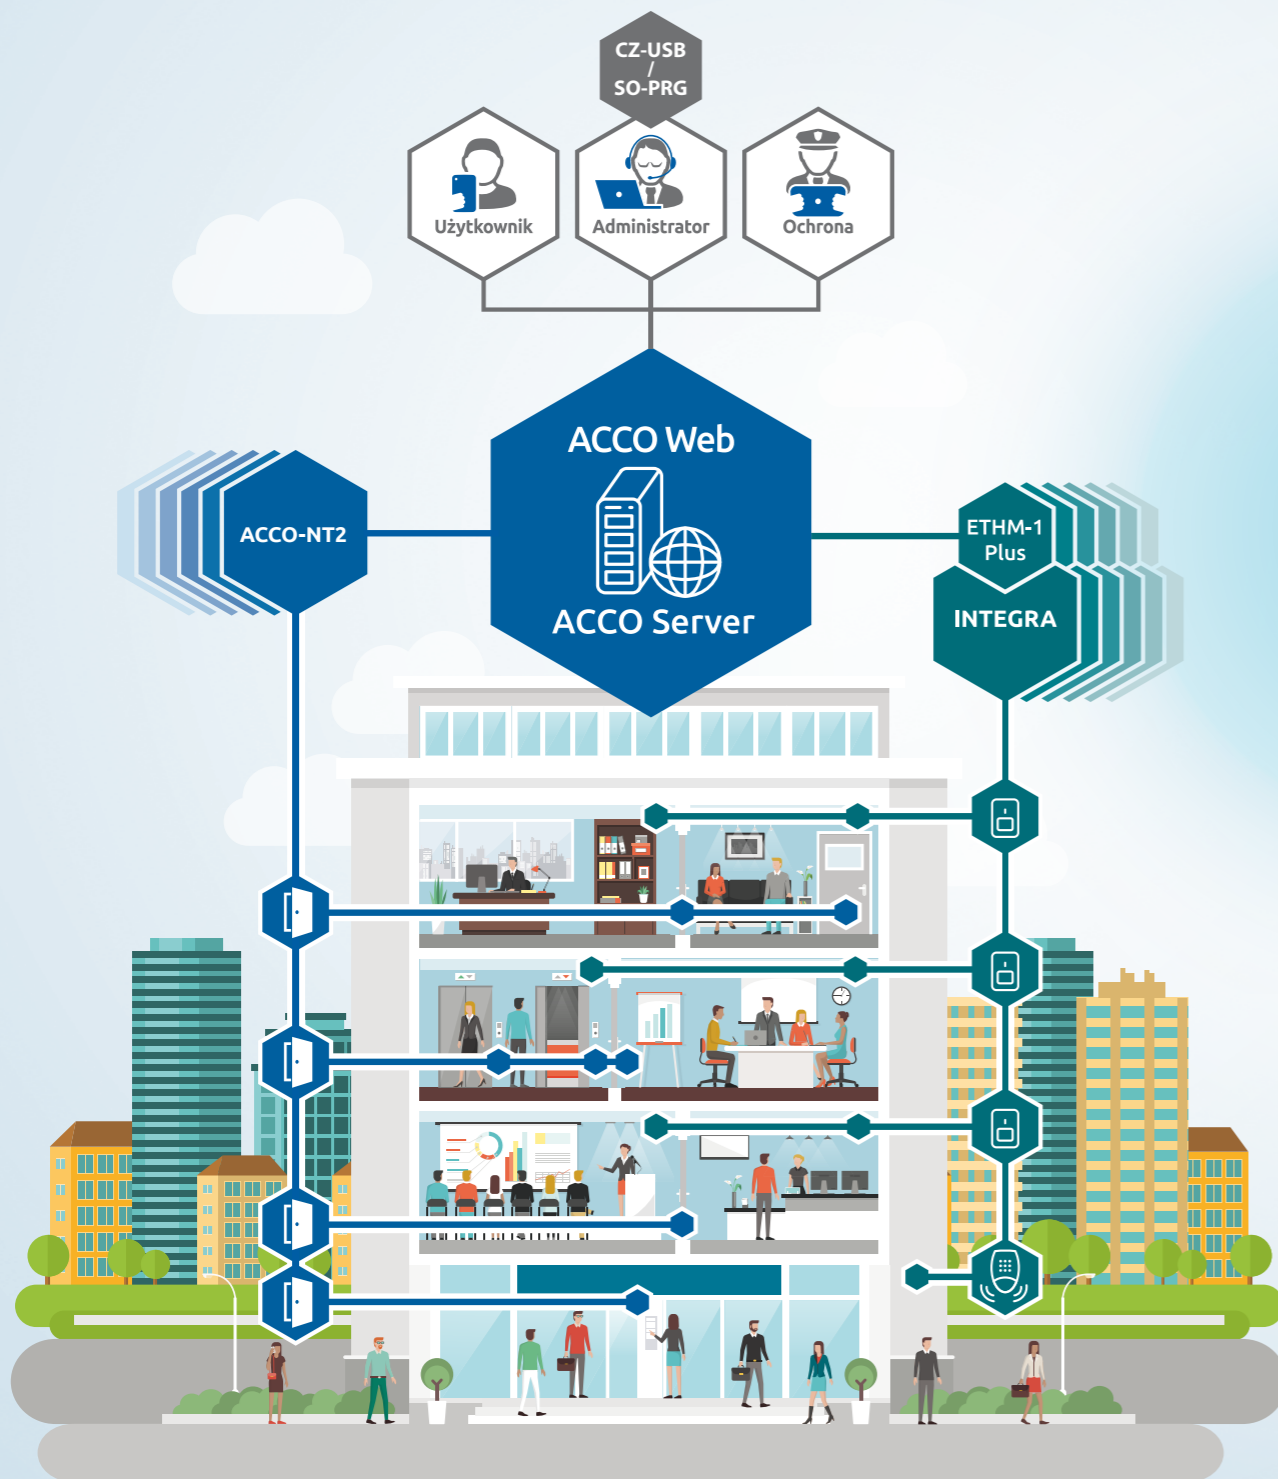 CZ-USB
/
SO-PRG
Użytkownik
Administrator
Ochrona
ACCO Web
ACCO Server
ACCO-NT2
ETHM-1
Plus
INTEGRA